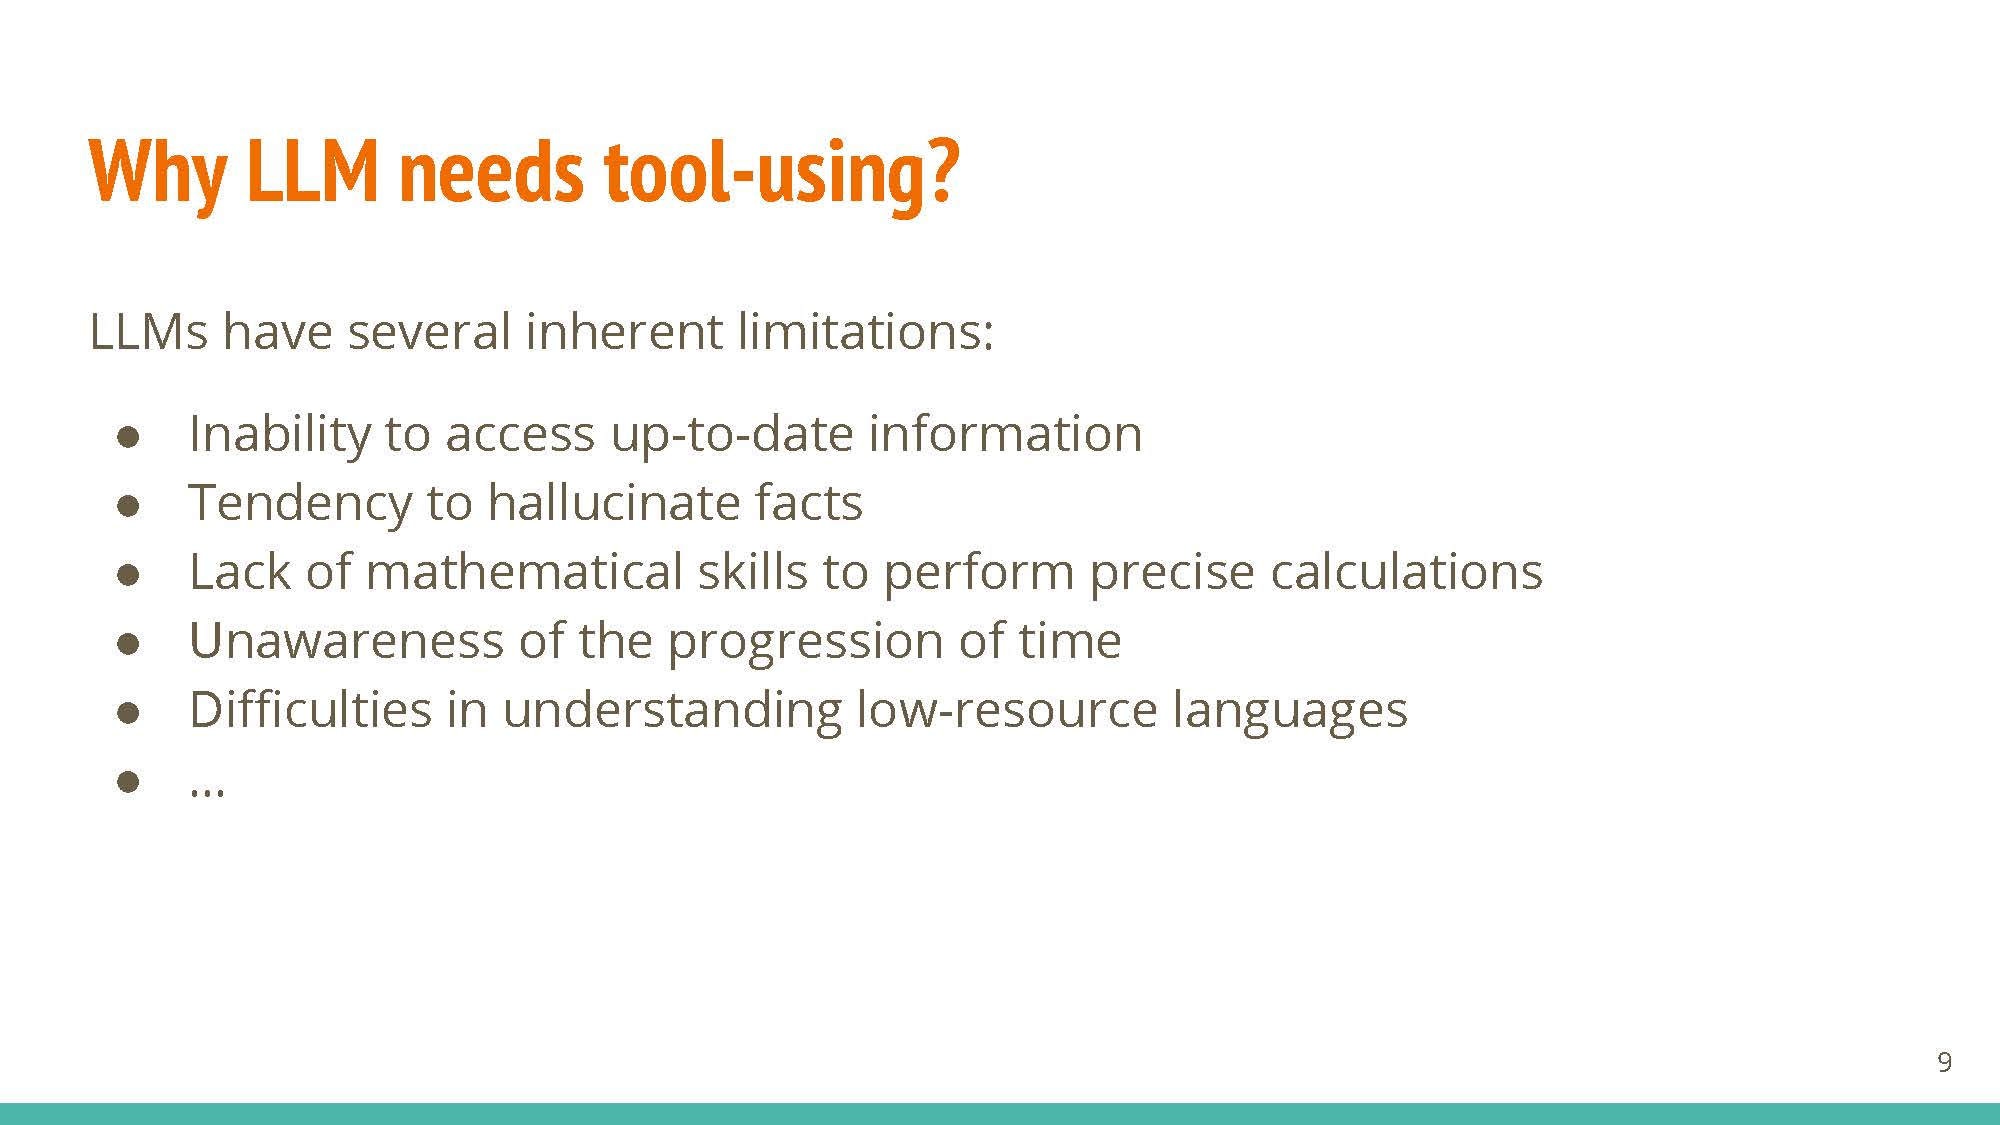 Why LLM needs tool-using?
LLMs have several inherent limitations:
● Inability to access up-to-date information
● Tendency to hallucinate facts
● Lack of mathematical skills to perform precise calculations
● Unawareness of the progression of time
● Difficulties in understanding low-resource languages
● ...
9